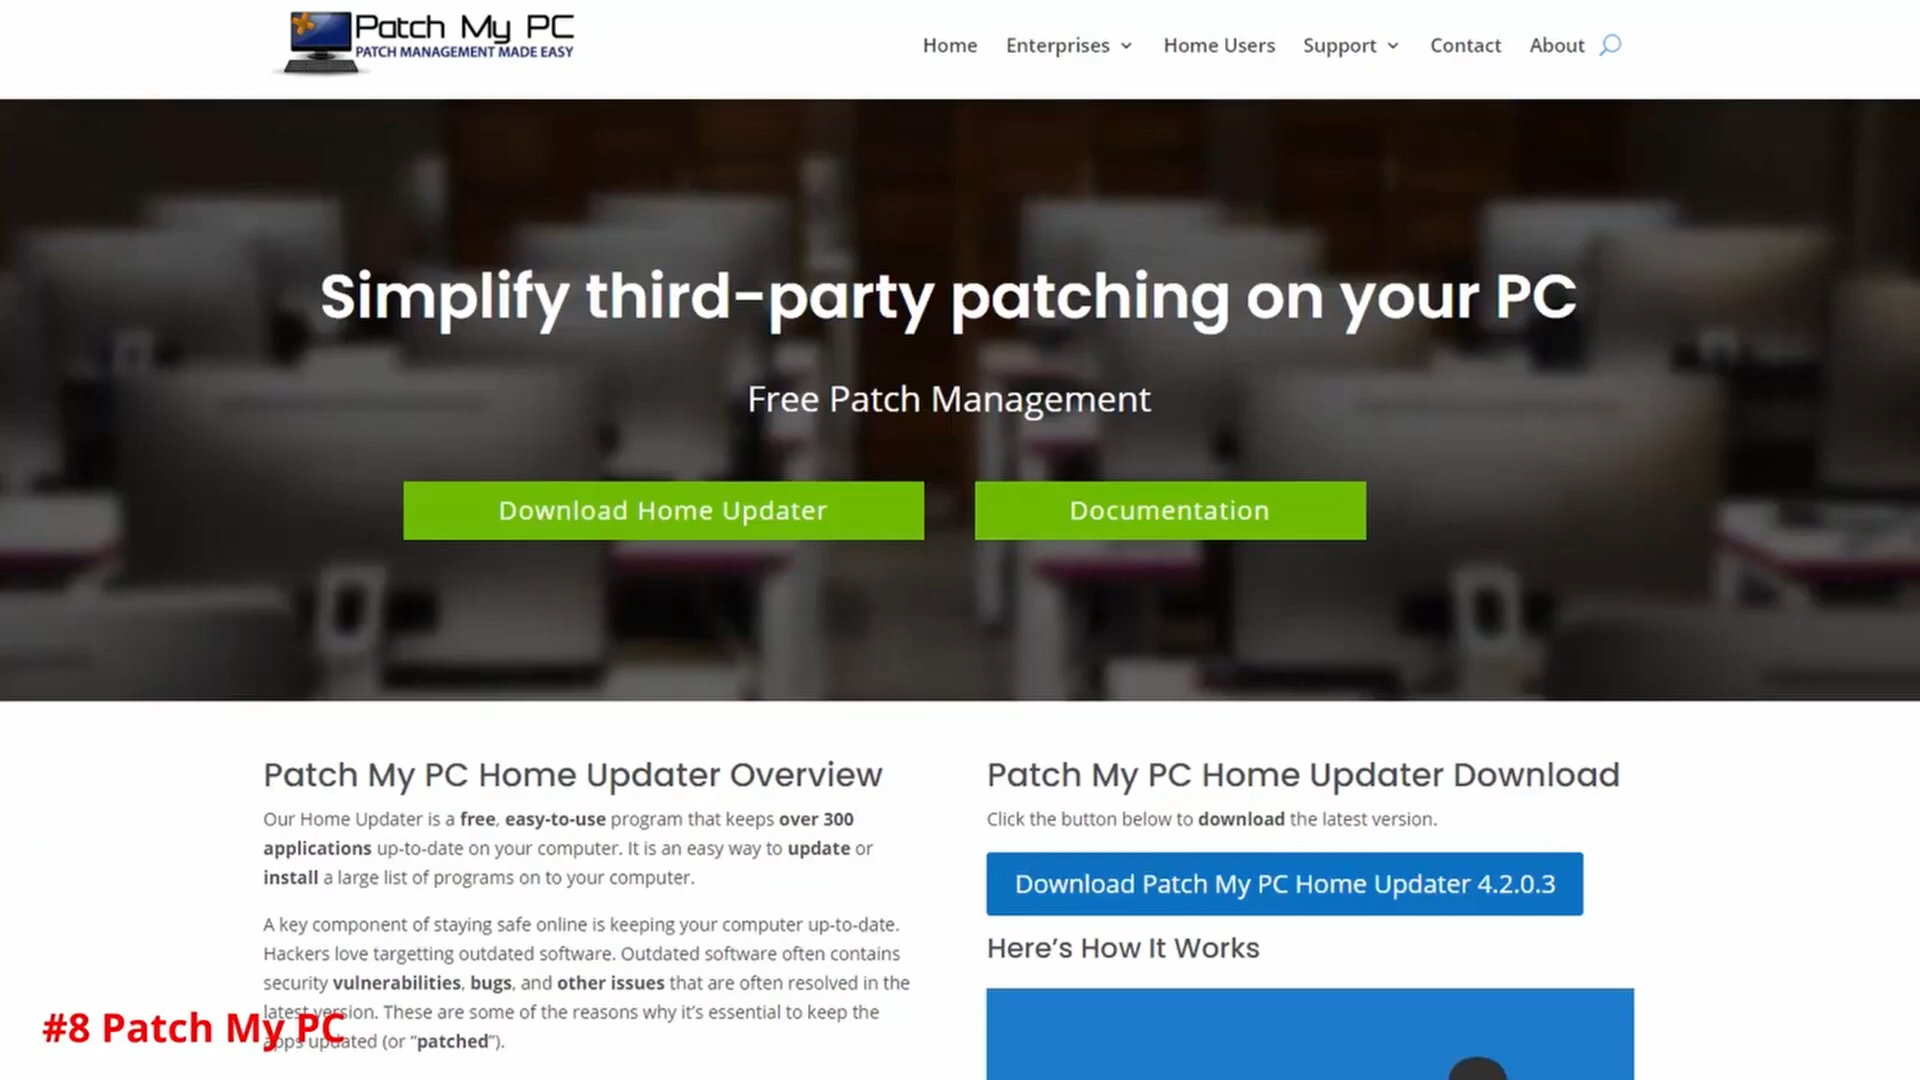 Patch My PC
PATCH MANAGEMENT MADE EASY
Home
Enterprises
Home Users
Support
Contact
About
Simplify third-party patching on your PC
Free Patch Management
Download Home Updater
Documentation
Patch My PC Home Updater Overview
Our Home Updater is a free, easy-to-use program that keeps over 300
applications up-to-date on your computer. It is an easy way to update or
install a large list of programs on to your computer.
A key component of staying safe online is keeping your computer up-to-date.
Hackers love targetting outdated software. Outdated software often contains
security vulnerabilities, bugs, and other issues that are often resolved in the
latest version. These are some of the reasons why it’s essential to keep the
apps updated (or “patched”).
Patch My PC Home Updater Download
Click the button below to download the latest version.
Download Patch My PC Home Updater 4.2.0.3
Here’s How It Works
#8 Patch My PC